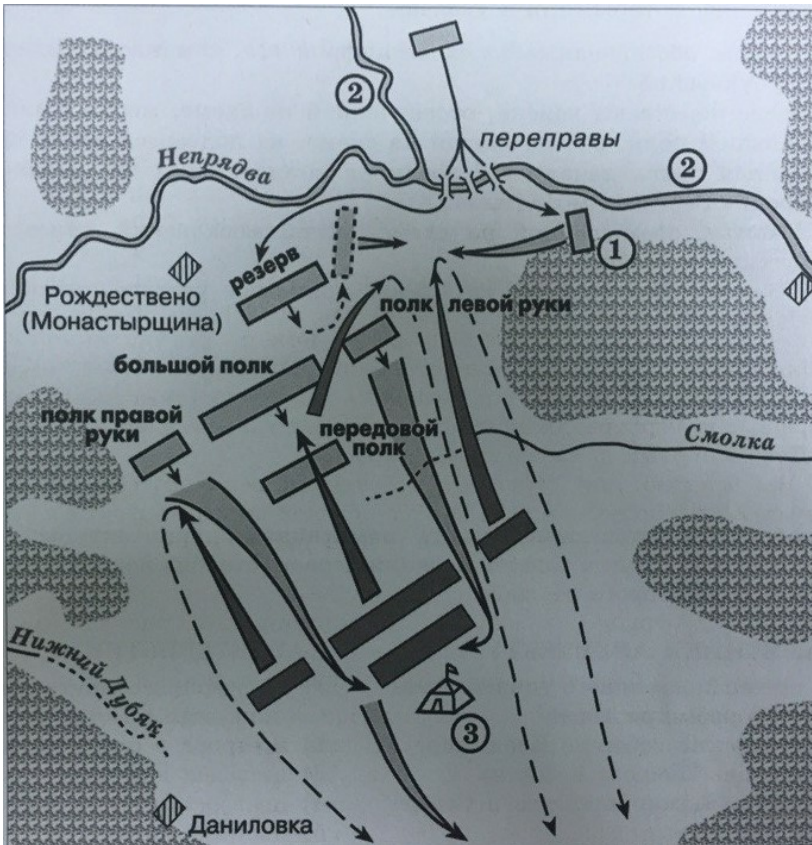 2
переправы
Непрядва
2
1
резерв
Рождествено
(Монастырщина)
полк левой руки
большой полк
полк правой
руки
передовой
полк
Смолка
Нижний Дубяк
3
Даниловка